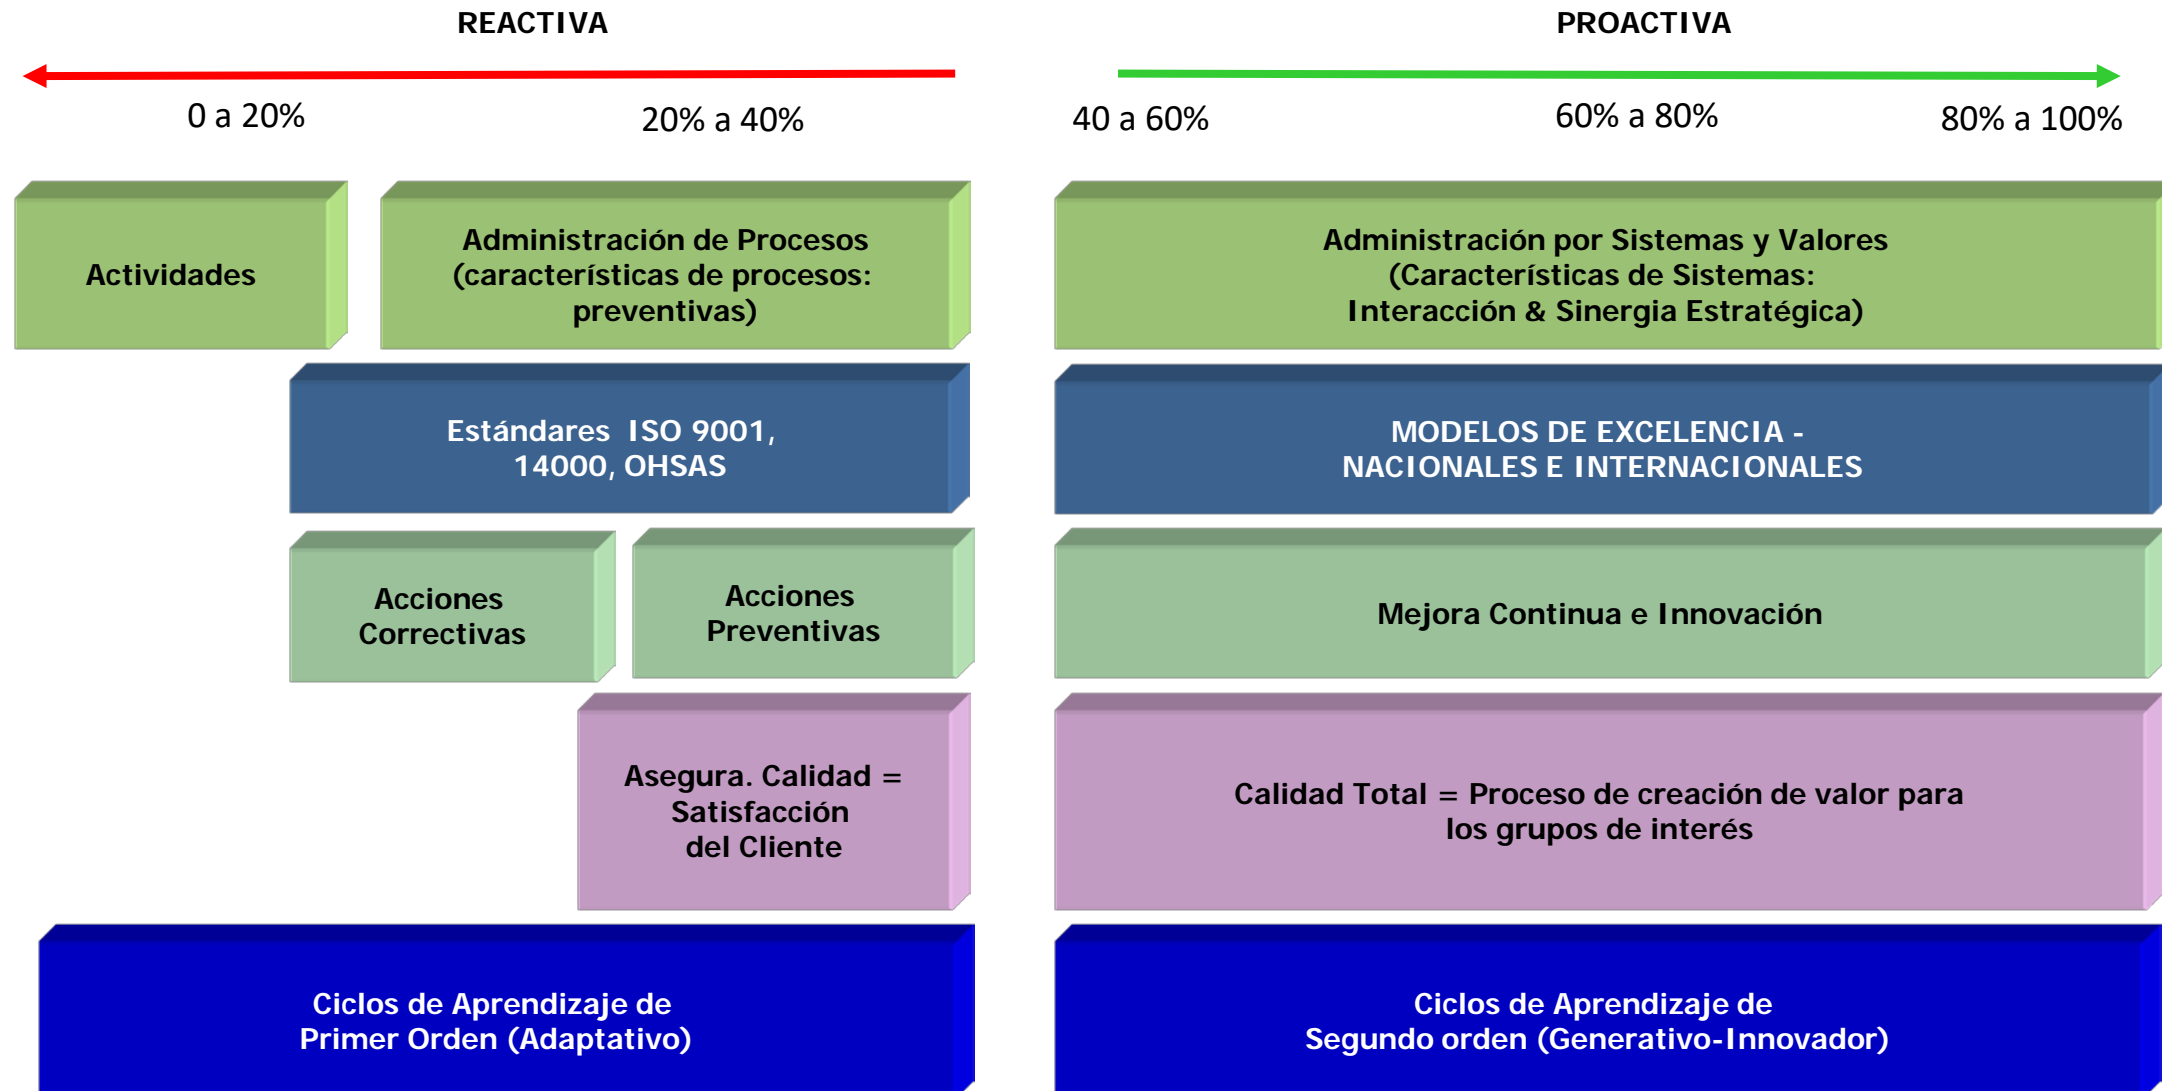 REACTIVA
PROACTIVA
0 a 20%
20% a 40%
40 a 60%
60% a 80%
80% a 100%
Actividades
Administración de Procesos
(características de procesos:
preventivas)
Administración por Sistemas y Valores
(Características de Sistemas:
Interacción & Sinergia Estratégica)
Estándares ISO 9001,
14000, OHSAS
MODELOS DE EXCELENCIA -
NACIONALES E INTERNACIONALES
Acciones
Correctivas
Acciones
Preventivas
Mejora Continua e Innovación
Asegura. Calidad =
Satisfacción
del Cliente
Calidad Total = Proceso de creación de valor para
los grupos de interés
Ciclos de Aprendizaje de
Primer Orden (Adaptativo)
Ciclos de Aprendizaje de
Segundo orden (Generativo-Innovador)